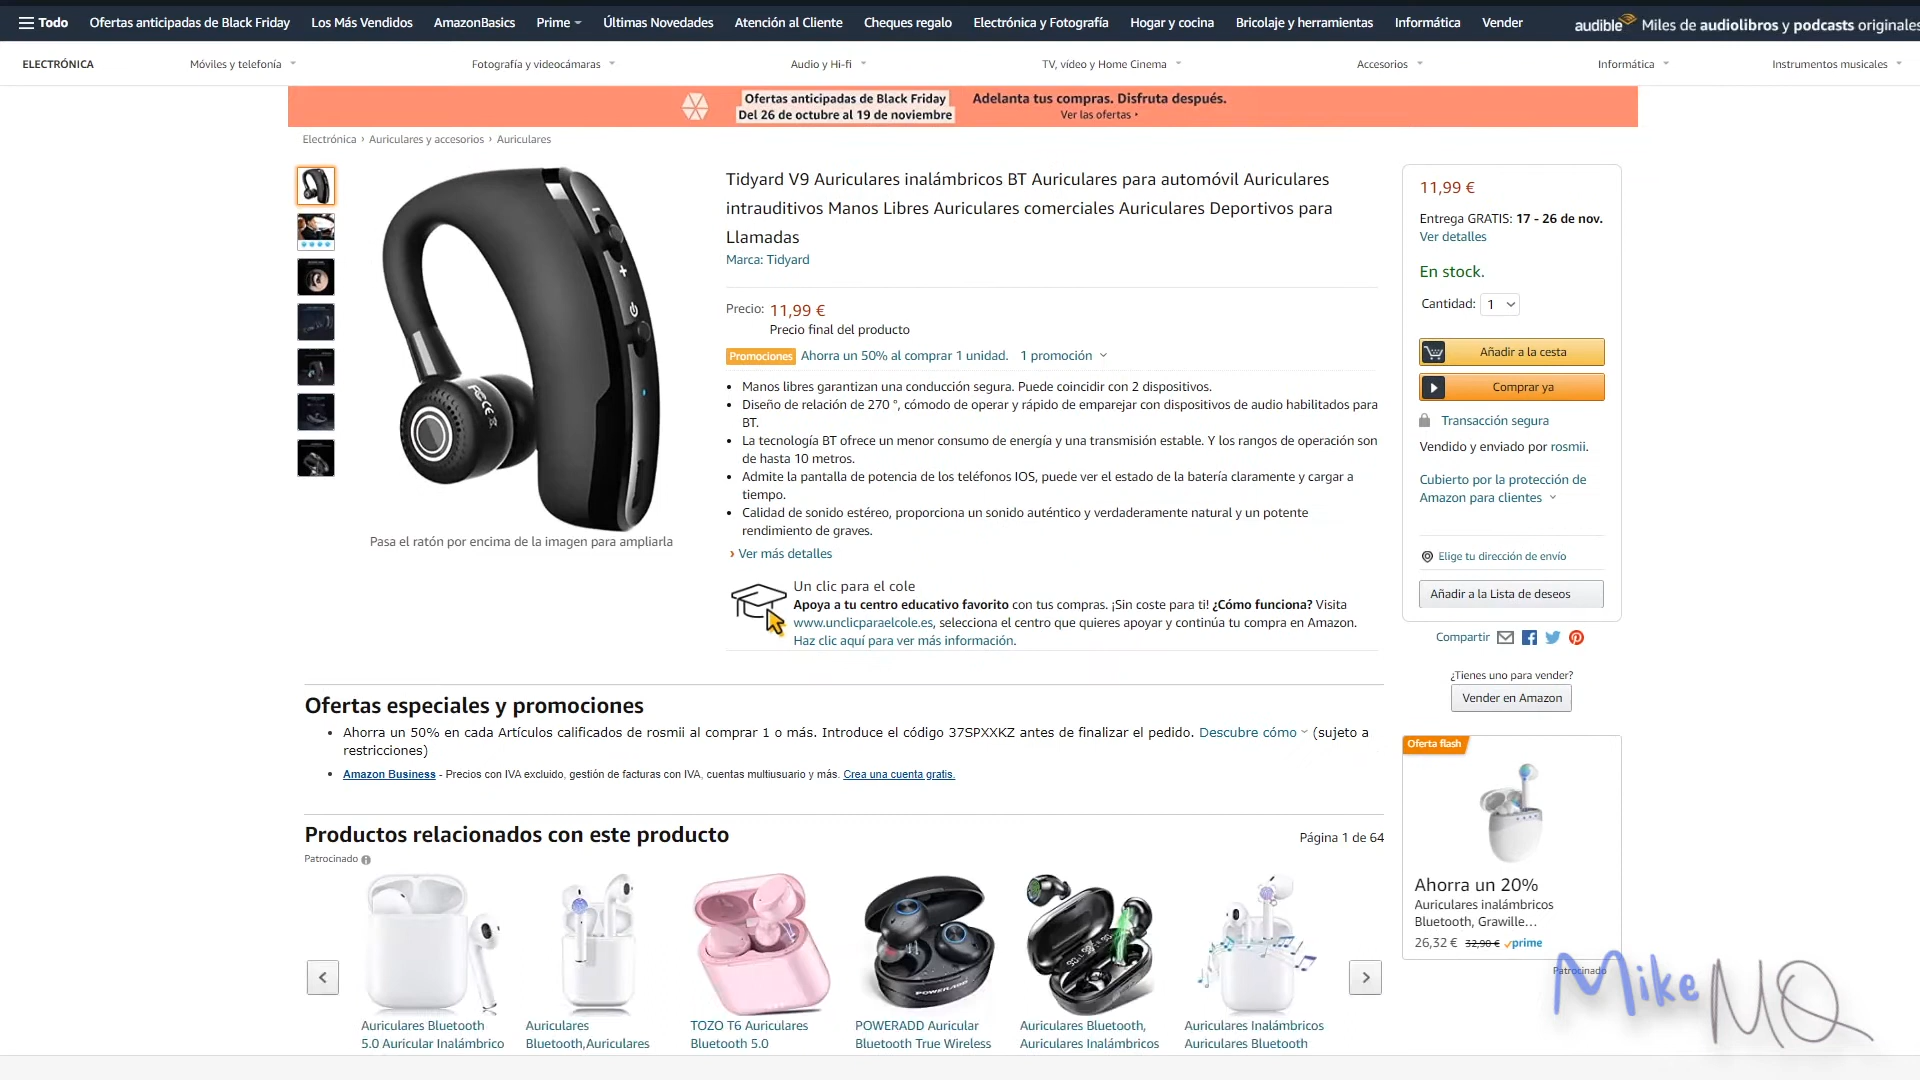 Todo
Ofertas anticipadas de Black Friday
Los Más Vendidos
AmazonBasics
Prime
Últimas Novedades
Atención al Cliente
Cheques regalo
Electrónica y Fotografía
Hogar y cocina
Bricolaje y herramientas
Informática
Vender
audible Miles de audiolibros y podcasts originales
ELECTRÓNICA
Móviles y telefonía
Fotografía y videocámaras
Audio y Hi-fi
TV, vídeo y Home Cinema
Accesorios
Informática
Instrumentos musicales
Ofertas anticipadas de Black Friday
Del 26 de octubre al 19 de noviembre
Adelanta tus compras. Disfruta después.
Ver las ofertas
Electrónica › Auriculares y accesorios › Auriculares
Pasa el ratón por encima de la imagen para ampliarla
Tidyard V9 Auriculares inalámbricos BT Auriculares para automóvil Auriculares
intrauditivos Manos Libres Auriculares comerciales Auriculares Deportivos para
Llamadas
Marca: Tidyard
Precio: 11,99 €
Precio final del producto
Promociones Ahorra un 50% al comprar 1 unidad. 1 promoción
• Manos libres garantizan una conducción segura. Puede coincidir con 2 dispositivos.
• Diseño de relación de 270 °, cómodo de operar y rápido de emparejar con dispositivos de audio habilitados para
BT.
• La tecnología BT ofrece un menor consumo de energía y una transmisión estable. Y los rangos de operación son
de hasta 10 metros.
• Admite la pantalla de potencia de los teléfonos IOS, puede ver el estado de la batería claramente y cargar a
tiempo.
• Calidad de sonido estéreo, proporciona un sonido auténtico y verdaderamente natural y un potente
rendimiento de graves.
› Ver más detalles
Un clic para el cole
Apoya a tu centro educativo favorito con tus compras. ¡Sin coste para ti! ¿Cómo funciona? Visita
www.unclicparaelcole.es, selecciona el centro que quieres apoyar y continúa tu compra en Amazon.
Haz clic aquí para ver más información.
11,99 €
Entrega GRATIS: 17 - 26 de nov.
Ver detalles
En stock.
Cantidad: 1
Añadir a la cesta
Comprar ya
Transacción segura
Vendido y enviado por rosmii.
Cubierto por la protección de
Amazon para clientes
Elige tu dirección de envío
Añadir a la Lista de deseos
Compartir
¿Tienes uno para vender?
Vender en Amazon
Ofertas especiales y promociones
• Ahorra un 50% en cada Artículos calificados de rosmii al comprar 1 o más. Introduce el código 37SPXXKZ antes de finalizar el pedido. Descubre cómo (sujeto a
restricciones)
• Amazon Business - Precios con IVA excluido, gestión de facturas con IVA, cuentas multiusuario y más. Crea una cuenta gratis.
Oferta flash
Ahorra un 20%
Auriculares inalámbricos
Bluetooth, Grawille...
26,32 € 32,90 € prime
Patrocinado
Productos relacionados con este producto
Página 1 de 64
Patrocinado
POWERADD
Auriculares Bluetooth
5.0 Auricular Inalámbrico
Auriculares
Bluetooth,Auriculares
TOZO T6 Auriculares
Bluetooth 5.0
POWERADD Auricular
Bluetooth True Wireless
Auriculares Bluetooth,
Auriculares Inalámbricos
Auriculares Inalámbricos
Auriculares Bluetooth
Mike MQ